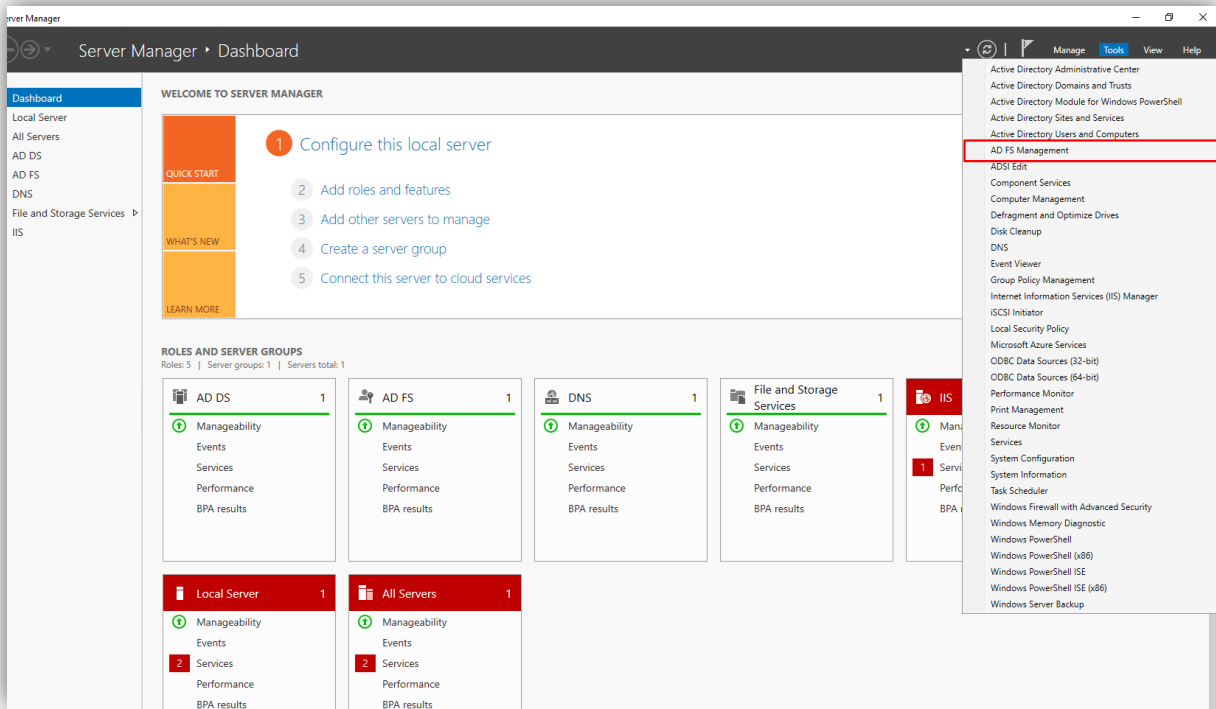 rver Manager
Server Manager • Dashboard
Manage Tools View Help
Dashboard
Local Server
All Servers
AD DS
AD FS
DNS
File and Storage Services
IIS
WELCOME TO SERVER MANAGER
QUICK START
WHAT'S NEW
LEARN MORE
1 Configure this local server
2 Add roles and features
3 Add other servers to manage
4 Create a server group
5 Connect this server to cloud services
ROLES AND SERVER GROUPS
Roles: 5 | Server groups: 1 | Servers total: 1
AD DS 1
Manageability
Events
Services
Performance
BPA results
AD FS 1
Manageability
Events
Services
Performance
BPA results
DNS 1
Manageability
Events
Services
Performance
BPA results
File and Storage
Services 1
Manageability
Events
Services
Performance
BPA results
IIS
Mana
Even
1 Servi
Perfo
BPA r
Local Server 1
Manageability
Events
2 Services
Performance
BPA results
All Servers 1
Manageability
Events
2 Services
Performance
BPA results
Active Directory Administrative Center
Active Directory Domains and Trusts
Active Directory Module for Windows PowerShell
Active Directory Sites and Services
Active Directory Users and Computers
AD FS Management
ADSI Edit
Component Services
Computer Management
Defragment and Optimize Drives
Disk Cleanup
DNS
Event Viewer
Group Policy Management
Internet Information Services (IIS) Manager
iSCSI Initiator
Local Security Policy
Microsoft Azure Services
ODBC Data Sources (32-bit)
ODBC Data Sources (64-bit)
Performance Monitor
Print Management
Resource Monitor
Services
System Configuration
System Information
Task Scheduler
Windows Firewall with Advanced Security
Windows Memory Diagnostic
Windows PowerShell
Windows PowerShell (x86)
Windows PowerShell ISE
Windows PowerShell ISE (x86)
Windows Server Backup